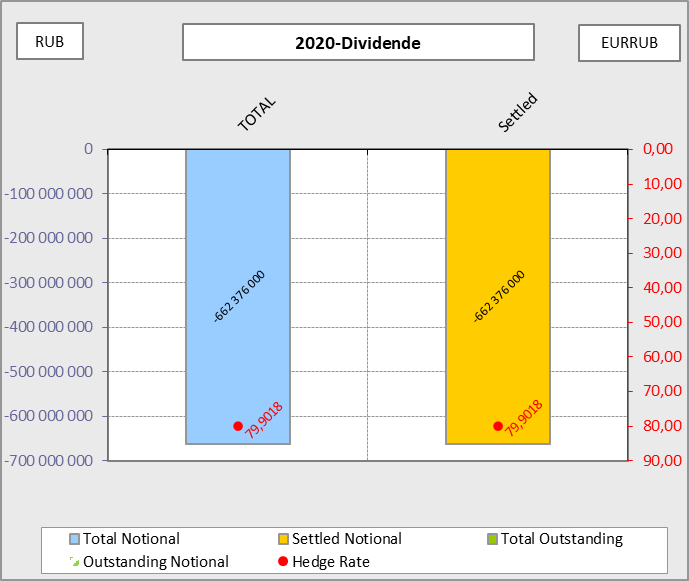 RUB
2020-Dividende
EURRUB
TOTAL
Settled
0
-100 000 000
-200 000 000
-300 000 000
-400 000 000
-500 000 000
-600 000 000
-700 000 000
-662 376 000
-662 376 000
79,9018
79,9018
0,00
10,00
20,00
30,00
40,00
50,00
60,00
70,00
80,00
90,00
Total Notional
Settled Notional
Total Outstanding
Outstanding Notional
Hedge Rate